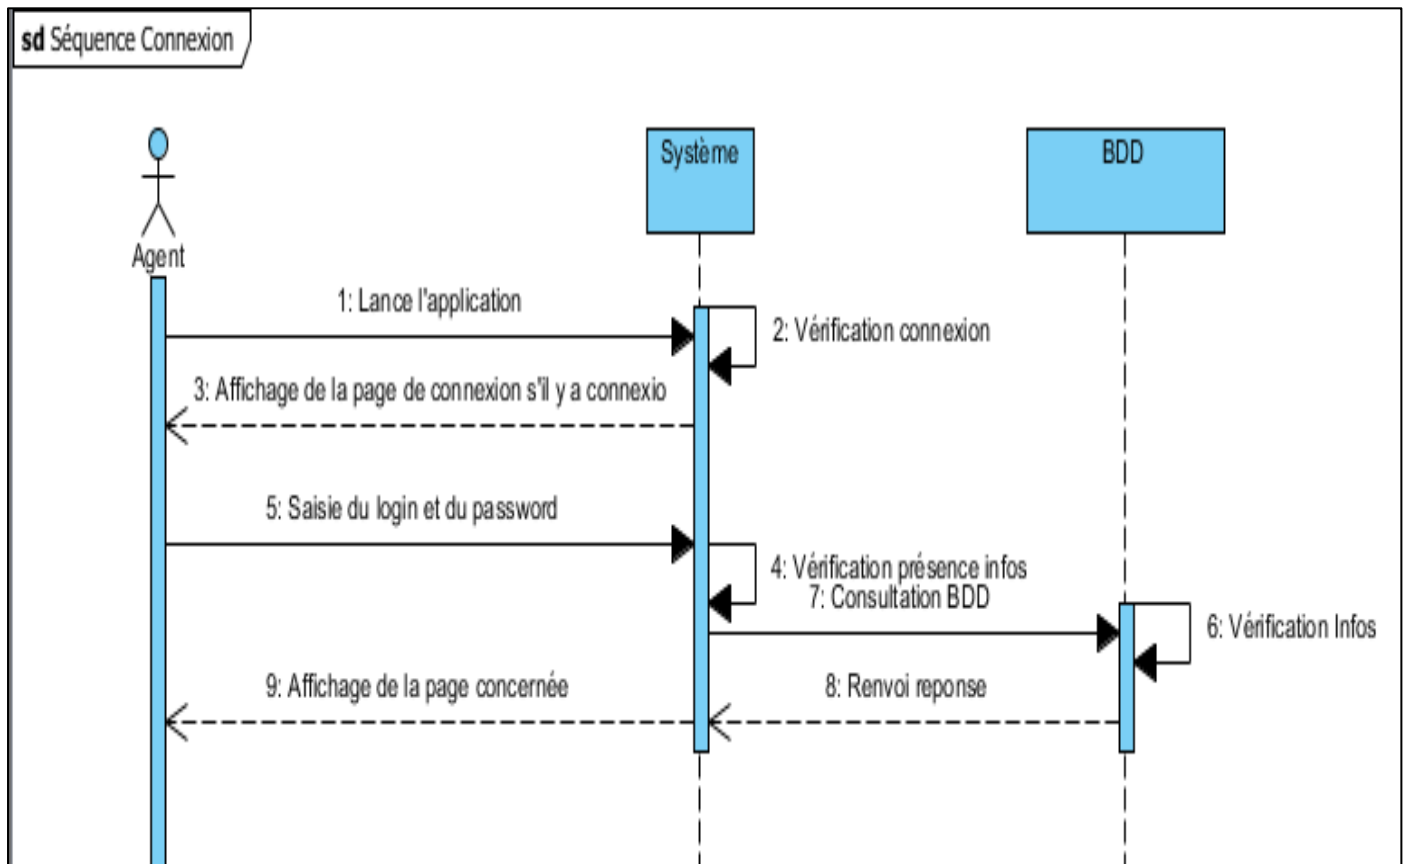 sd Séquence Connexion
Système
BDD
Agent
1: Lance l'application
2: Vérification connexion
3: Affichage de la page de connexion s'il y a connexio
5: Saisie du login et du password
4: Vérification présence infos
7: Consultation BDD
6: Vérification Infos
9: Affichage de la page concernée
8: Renvoi reponse